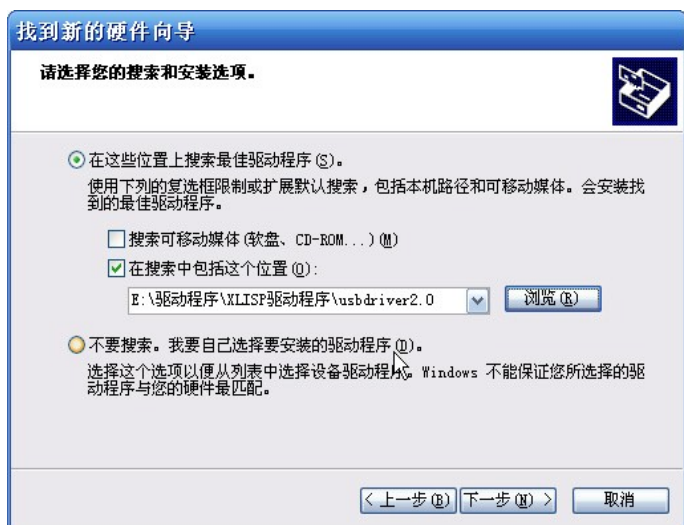 找到新的硬件向导
请选择您的搜索和安装选项。
在这些位置上搜索最佳驱动程序(S)。
使用下列的复选框限制或扩展默认搜索，包括本机路径和可移动媒体。会安装找
到的最佳驱动程序。
搜索可移动媒体(软盘、CD-ROM...)(M)
在搜索中包括这个位置(O):
E:\驱动程序\XLISP驱动程序\usbdriver2.0
浏览(R)
不要搜索。我要自己选择要安装的驱动程序(D)。
选择这个选项以便从列表中选择设备驱动程序。Windows 不能保证您所选择的驱
动程序与您的硬件最匹配。
< 上一步(B) 下一步(N) > 取消